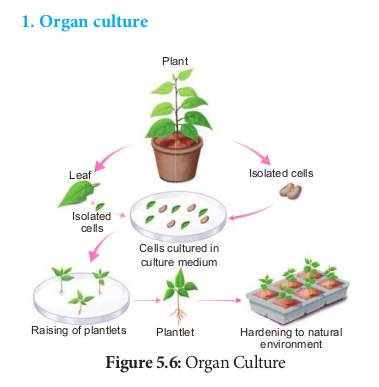 1. Organ culture
Plant
Leaf
Isolated cells
Isolated
cells
Cells cultured in
culture medium
Raising of plantlets
Plantlet
Hardening to natural
environment
Figure 5.6: Organ Culture